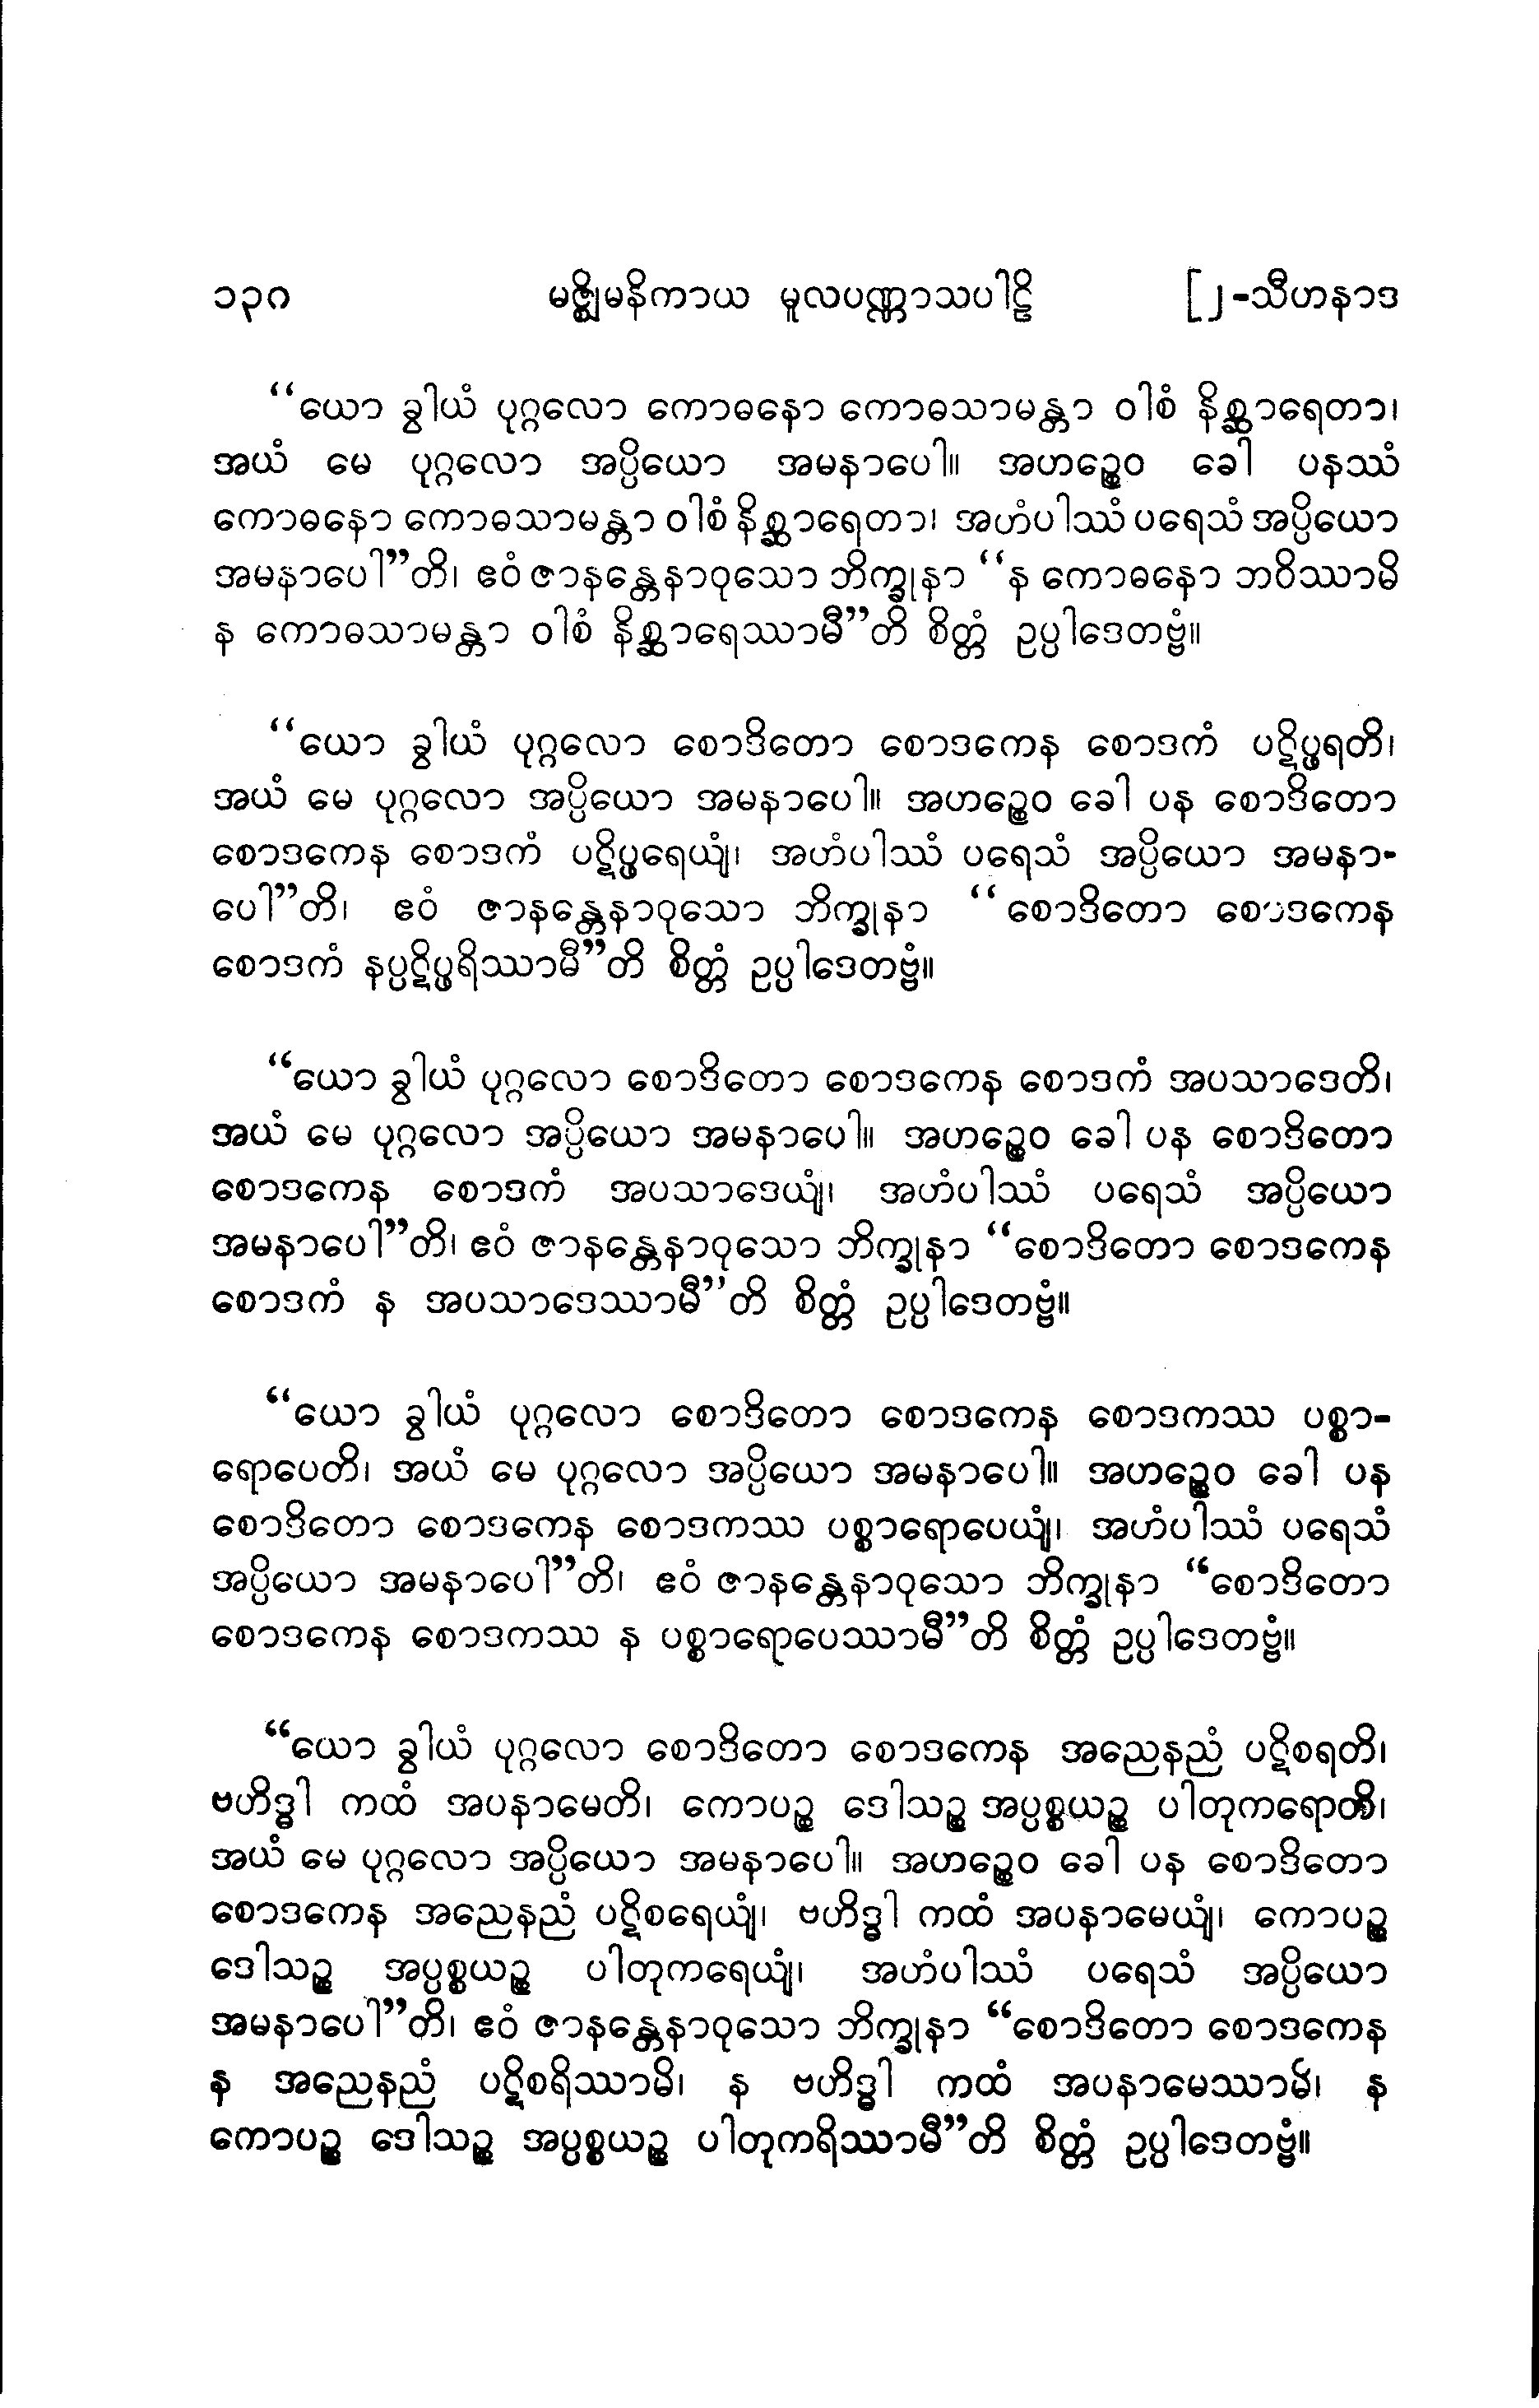 ၁၃၀ မဇ္ဈိမနိကာယ မူလပဏ္ဏာသပါဠိ [၂-သီဟနာဒ
“ယော ခွါယံ ပုဂ္ဂလော ကောဓနော ကောဓသာမန္တာ ဝါစံ နိစ္ဆာရေတာ၊
အယံ မေ ပုဂ္ဂလော အပ္ပိယော အမနာပေါ။ အဟဉ္စေဝ ခေါ ပနဿံ
ကောဓနော ကောဓသာမန္တာ ဝါစံ နိစ္ဆာရေတာ၊ အဟံပါဿံ ပရေသံ အပ္ပိယော
အမနာပေါ”တိ၊ ဧဝံ ဇာနန္တေနာဝုသော ဘိက္ခုနာ “န ကောဓနော ဘဝိဿာမိ
န ကောဓသာမန္တာ ဝါစံ နိစ္ဆာရေဿာမီ”တိ စိတ္တံ ဥပ္ပါဒေတဗ္ဗံ။
“ယော ခွါယံ ပုဂ္ဂလော စောဒိတော စောဒကေန စောဒကံ ပဋိပ္ဖရတိ၊
အယံ မေ ပုဂ္ဂလော အပ္ပိယော အမနာပေါ။ အဟဉ္စေဝ ခေါ ပန စောဒိတော
စောဒကေန စောဒကံ ပဋိပ္ဖရေယျံ၊ အဟံပါဿံ ပရေသံ အပ္ပိယော အမနာ-
ပေါ”တိ၊ ဧဝံ ဇာနန္တေနာဝုသော ဘိက္ခုနာ “စောဒိတော စောဒကေန
စောဒကံ နပ္ပဋိပ္ဖရိဿာမီ”တိ စိတ္တံ ဥပ္ပါဒေတဗ္ဗံ။
“ယော ခွါယံ ပုဂ္ဂလော စောဒိတော စောဒကေန စောဒကံ အပသာဒေတိ၊
အယံ မေ ပုဂ္ဂလော အပ္ပိယော အမနာပေါ။ အဟဉ္စေဝ ခေါ ပန စောဒိတော
စောဒကေန စောဒကံ အပသာဒေယျံ၊ အဟံပါဿံ ပရေသံ အပ္ပိယော
အမနာပေါ”တိ၊ ဧဝံ ဇာနန္တေနာဝုသော ဘိက္ခုနာ “စောဒိတော စောဒကေန
စောဒကံ န အပသာဒေဿာမီ”တိ စိတ္တံ ဥပ္ပါဒေတဗ္ဗံ။
“ယော ခွါယံ ပုဂ္ဂလော စောဒိတော စောဒကေန စောဒကဿ ပစ္စာ-
ရောပေတိ၊ အယံ မေ ပုဂ္ဂလော အပ္ပိယော အမနာပေါ။ အဟဉ္စေဝ ခေါ ပန
စောဒိတော စောဒကေန စောဒကဿ ပစ္စာရောပေယျံ၊ အဟံပါဿံ ပရေသံ
အပ္ပိယော အမနာပေါ”တိ၊ ဧဝံ ဇာနန္တေနာဝုသော ဘိက္ခုနာ “စောဒိတော
စောဒကေန စောဒကဿ န ပစ္စာရောပေဿာမီ”တိ စိတ္တံ ဥပ္ပါဒေတဗ္ဗံ။
“ယော ခွါယံ ပုဂ္ဂလော စောဒိတော စောဒကေန အညေနညံ ပဋိစရတိ၊
ဗဟိဒ္ဓါ ကထံ အပနာမေတိ၊ ကောပဉ္စ ဒေါသဉ္စ အပ္ပစ္စယဉ္စ ပါတုကရောတိ၊
အယံ မေ ပုဂ္ဂလော အပ္ပိယော အမနာပေါ။ အဟဉ္စေဝ ခေါ ပန စောဒိတော
စောဒကေန အညေနညံ ပဋိစရေယျံ၊ ဗဟိဒ္ဓါ ကထံ အပနာမေယျံ၊ ကောပဉ္စ
ဒေါသဉ္စ အပ္ပစ္စယဉ္စ ပါတုကရေယျံ၊ အဟံပါဿံ ပရေသံ အပ္ပိယော
အမနာပေါ”တိ၊ ဧဝံ ဇာနန္တေနာဝုသော ဘိက္ခုနာ “စောဒိတော စောဒကေန
န အညေနညံ ပဋိစရိဿာမိ၊ န ဗဟိဒ္ဓါ ကထံ အပနာမေဿာမိ၊ န
ကောပဉ္စ ဒေါသဉ္စ အပ္ပစ္စယဉ္စ ပါတုကရိဿာမီ”တိ စိတ္တံ ဥပ္ပါဒေတဗ္ဗံ။